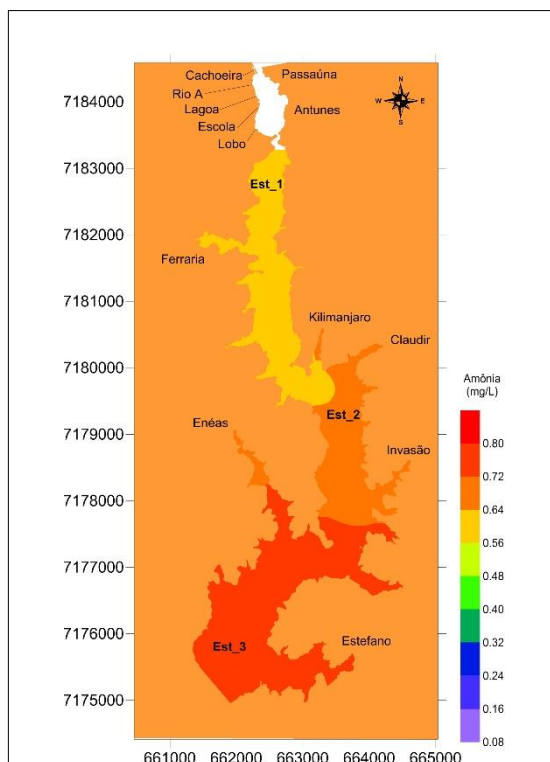 Cachoeira
Passaúna
Rio A
Lagoa
Antunes
Escola
Lobo
N
W
E
S
7184000
7183000
7182000
7181000
7180000
7179000
7178000
7177000
7176000
7175000
Est_1
Ferraria
Kilimanjaro
Claudir
Est_2
Enéas
Invasão
Est_3
Estefano
Amônia
(mg/L)
0.80
0.72
0.64
0.56
0.48
0.40
0.32
0.24
0.16
0.08
661000 662000 663000 664000 665000